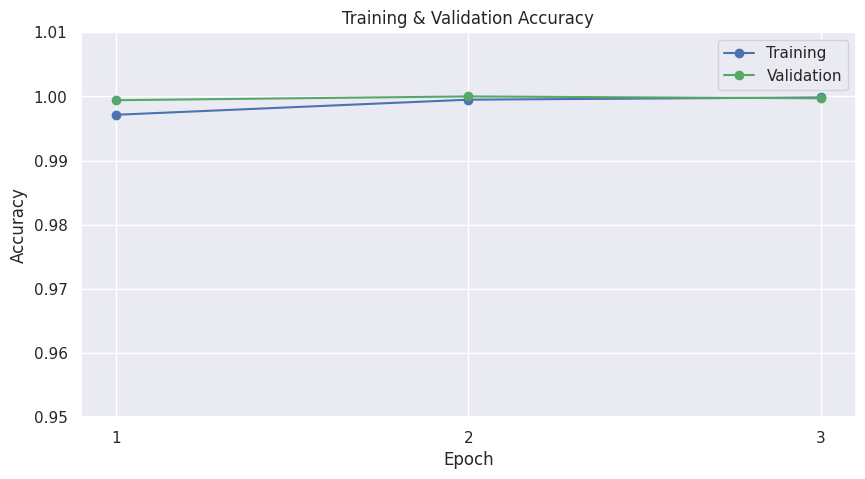 Training & Validation Accuracy
1.01
1.00
0.99
0.98
0.97
0.96
0.95
Accuracy
Training
Validation
1
2
3
Epoch